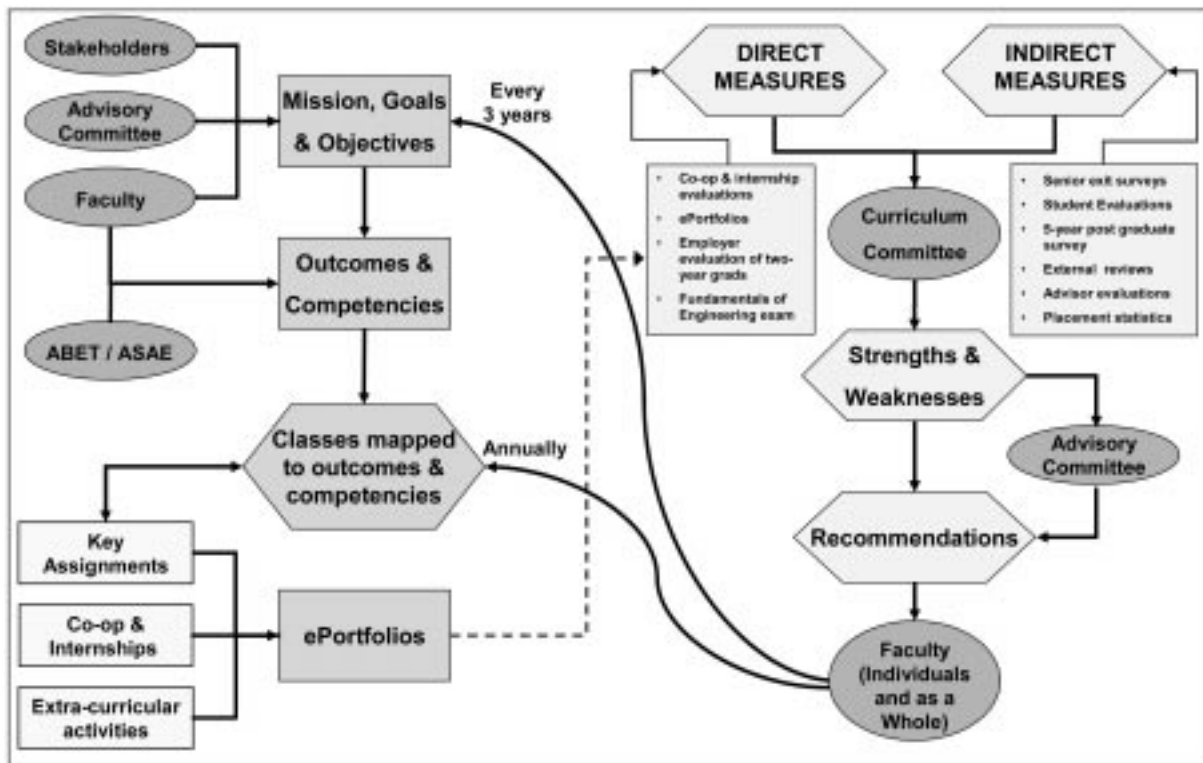 Stakeholders
Advisory
Committee
Faculty
ABET / ASAE
Mission, Goals
& Objectives
Outcomes &
Competencies
Classes mapped
to outcomes &
competencies
Key
Assignments
Co-op &
Internships
Extra-curricular
activities
ePortfolios
Every
3 years
Annually
DIRECT
MEASURES
INDIRECT
MEASURES
• Co-op & internship
evaluations
• ePortfolios
• Employer
evaluation of two-
year grads
• Fundamentals of
Engineering exam
• Senior exit surveys
• Student Evaluations
• 5-year post graduate
survey
• External reviews
• Advisor evaluations
• Placement statistics
Curriculum
Committee
Strengths &
Weaknesses
Advisory
Committee
Recommendations
Faculty
(Individuals
and as a
Whole)